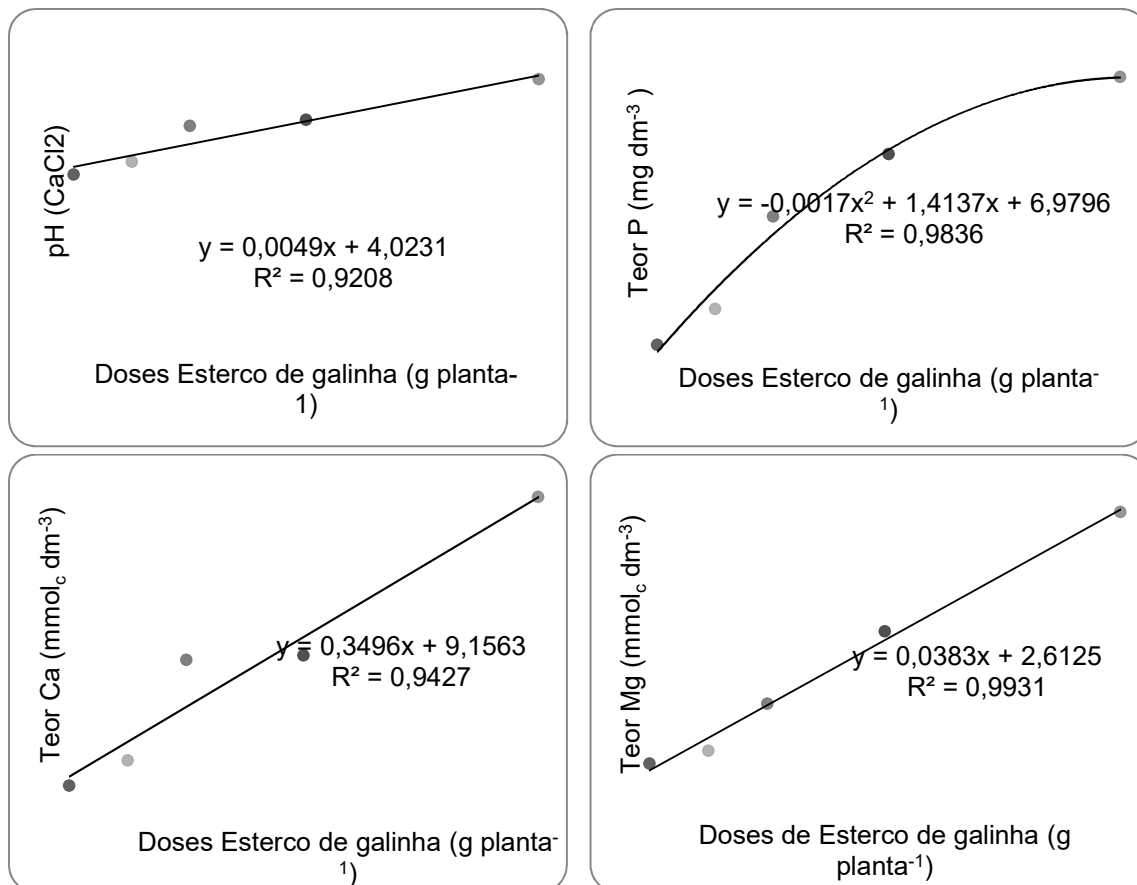 pH (CaCl2)
y = 0,0049x + 4,0231
R² = 0,9208
Doses Esterco de galinha (g planta-
1)
Teor P (mg dm⁻³)
y = -0,0017x² + 1,4137x + 6,9796
R² = 0,9836
Doses Esterco de galinha (g planta⁻
¹)
Teor Ca (mmol꜀ dm⁻³)
y = 0,3496x + 9,1563
R² = 0,9427
Doses Esterco de galinha (g planta⁻
¹)
Teor Mg (mmol꜀ dm⁻³)
y = 0,0383x + 2,6125
R² = 0,9931
Doses de Esterco de galinha (g
planta⁻¹)